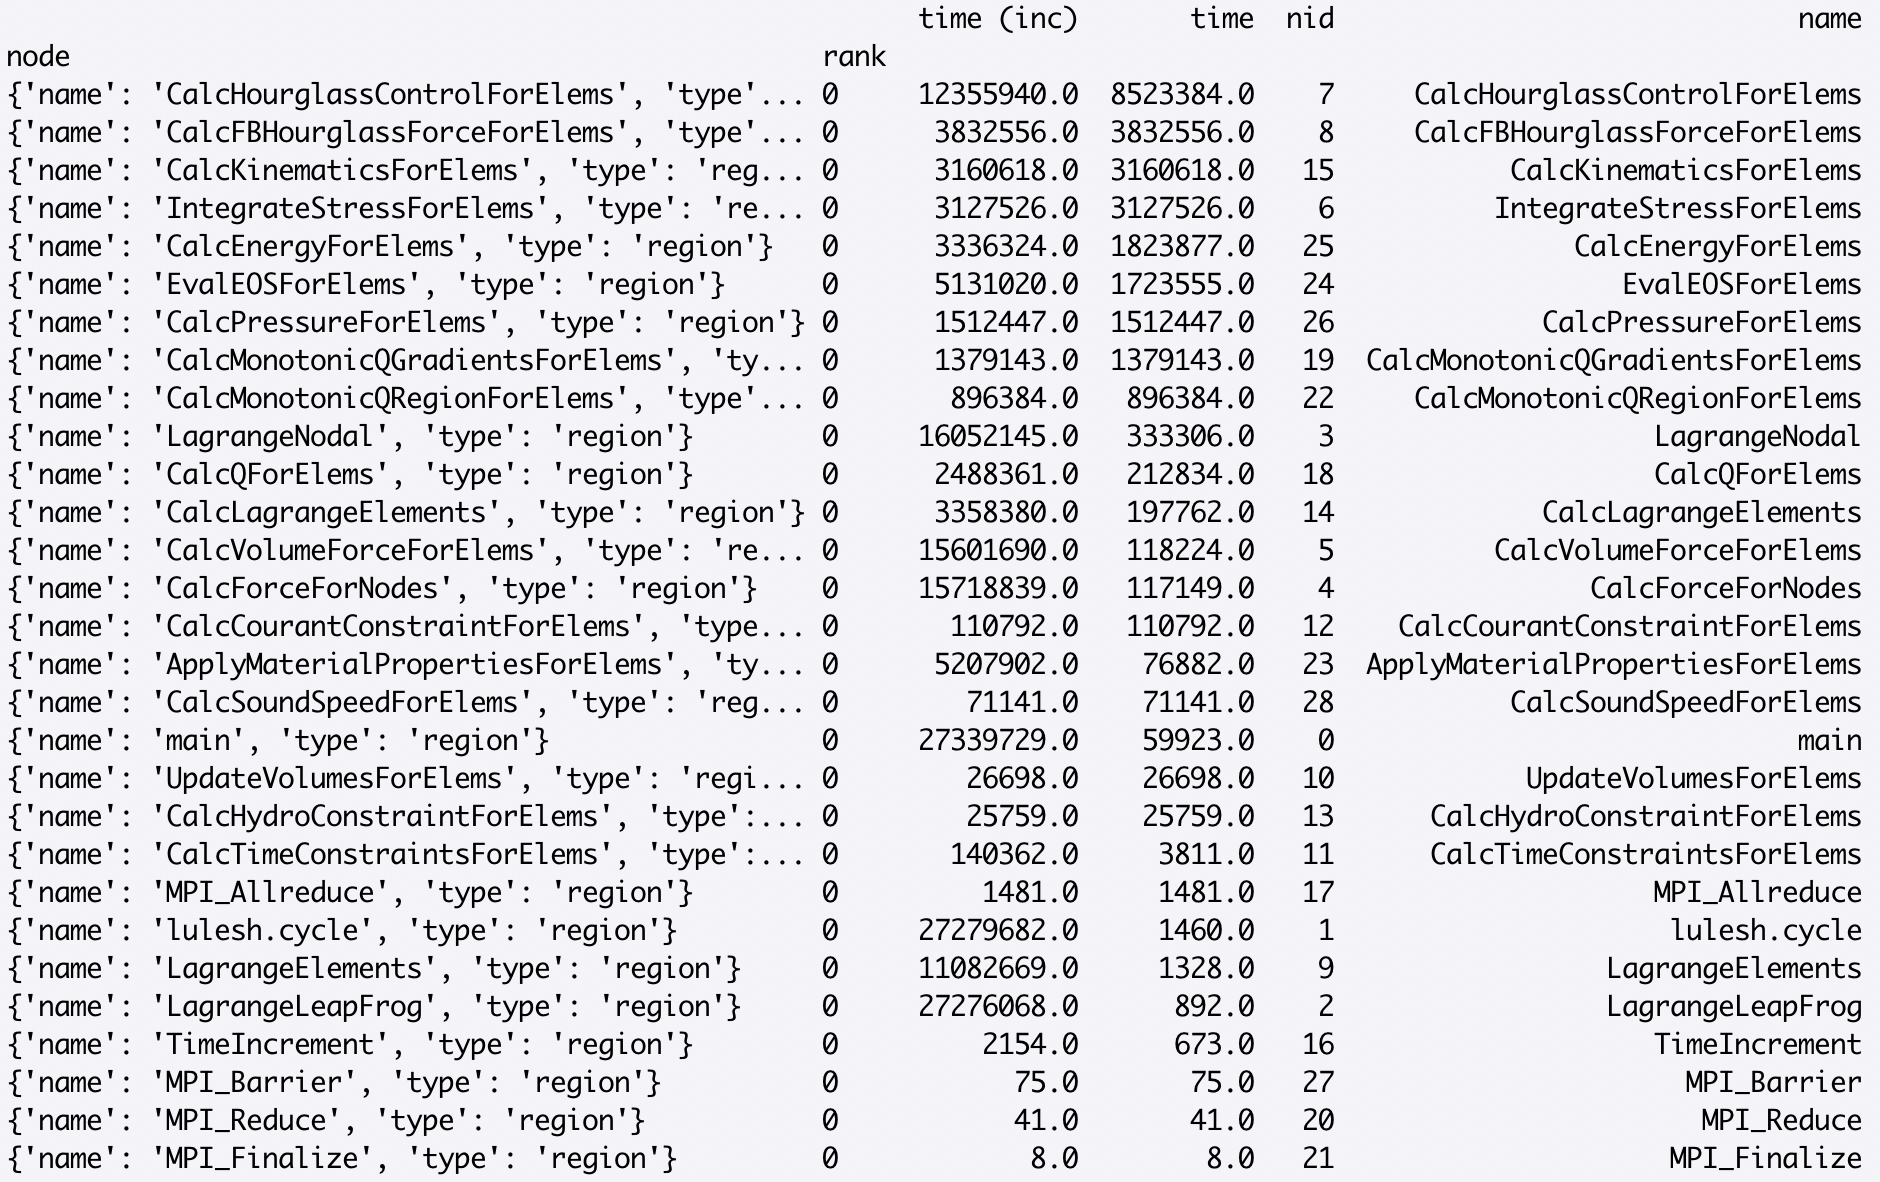 time (inc) time nid name
node rank
{'name': 'CalcHourglassControlForElems', 'type'... 0 12355940.0 8523384.0 7 CalcHourglassControlForElems
{'name': 'CalcFBHourglassForceForElems', 'type'... 0 3832556.0 3832556.0 8 CalcFBHourglassForceForElems
{'name': 'CalcKinematicsForElems', 'type': 'reg... 0 3160618.0 3160618.0 15 CalcKinematicsForElems
{'name': 'IntegrateStressForElems', 'type': 're... 0 3127526.0 3127526.0 6 IntegrateStressForElems
{'name': 'CalcEnergyForElems', 'type': 'region'} 0 3336324.0 1823877.0 25 CalcEnergyForElems
{'name': 'EvalEOSForElems', 'type': 'region'} 0 5131020.0 1723555.0 24 EvalEOSForElems
{'name': 'CalcPressureForElems', 'type': 'region'} 0 1512447.0 1512447.0 26 CalcPressureForElems
{'name': 'CalcMonotonicQGradientsForElems', 'ty... 0 1379143.0 1379143.0 19 CalcMonotonicQGradientsForElems
{'name': 'CalcMonotonicQRegionForElems', 'type'... 0 896384.0 896384.0 22 CalcMonotonicQRegionForElems
{'name': 'LagrangeNodal', 'type': 'region'} 0 16052145.0 333306.0 3 LagrangeNodal
{'name': 'CalcQForElems', 'type': 'region'} 0 2488361.0 212834.0 18 CalcQForElems
{'name': 'CalcLagrangeElements', 'type': 'region'} 0 3358380.0 197762.0 14 CalcLagrangeElements
{'name': 'CalcVolumeForceForElems', 'type': 're... 0 15601690.0 118224.0 5 CalcVolumeForceForElems
{'name': 'CalcForceForNodes', 'type': 'region'} 0 15718839.0 117149.0 4 CalcForceForNodes
{'name': 'CalcCourantConstraintForElems', 'type... 0 110792.0 110792.0 12 CalcCourantConstraintForElems
{'name': 'ApplyMaterialPropertiesForElems', 'ty... 0 5207902.0 76882.0 23 ApplyMaterialPropertiesForElems
{'name': 'CalcSoundSpeedForElems', 'type': 'reg... 0 71141.0 71141.0 28 CalcSoundSpeedForElems
{'name': 'main', 'type': 'region'} 0 27339729.0 59923.0 0 main
{'name': 'UpdateVolumesForElems', 'type': 'regi... 0 26698.0 26698.0 10 UpdateVolumesForElems
{'name': 'CalcHydroConstraintForElems', 'type':... 0 25759.0 25759.0 13 CalcHydroConstraintForElems
{'name': 'CalcTimeConstraintsForElems', 'type':... 0 140362.0 3811.0 11 CalcTimeConstraintsForElems
{'name': 'MPI_Allreduce', 'type': 'region'} 0 1481.0 1481.0 17 MPI_Allreduce
{'name': 'lulesh.cycle', 'type': 'region'} 0 27279682.0 1460.0 1 lulesh.cycle
{'name': 'LagrangeElements', 'type': 'region'} 0 11082669.0 1328.0 9 LagrangeElements
{'name': 'LagrangeLeapFrog', 'type': 'region'} 0 27276068.0 892.0 2 LagrangeLeapFrog
{'name': 'TimeIncrement', 'type': 'region'} 0 2154.0 673.0 16 TimeIncrement
{'name': 'MPI_Barrier', 'type': 'region'} 0 75.0 75.0 27 MPI_Barrier
{'name': 'MPI_Reduce', 'type': 'region'} 0 41.0 41.0 20 MPI_Reduce
{'name': 'MPI_Finalize', 'type': 'region'} 0 8.0 8.0 21 MPI_Finalize